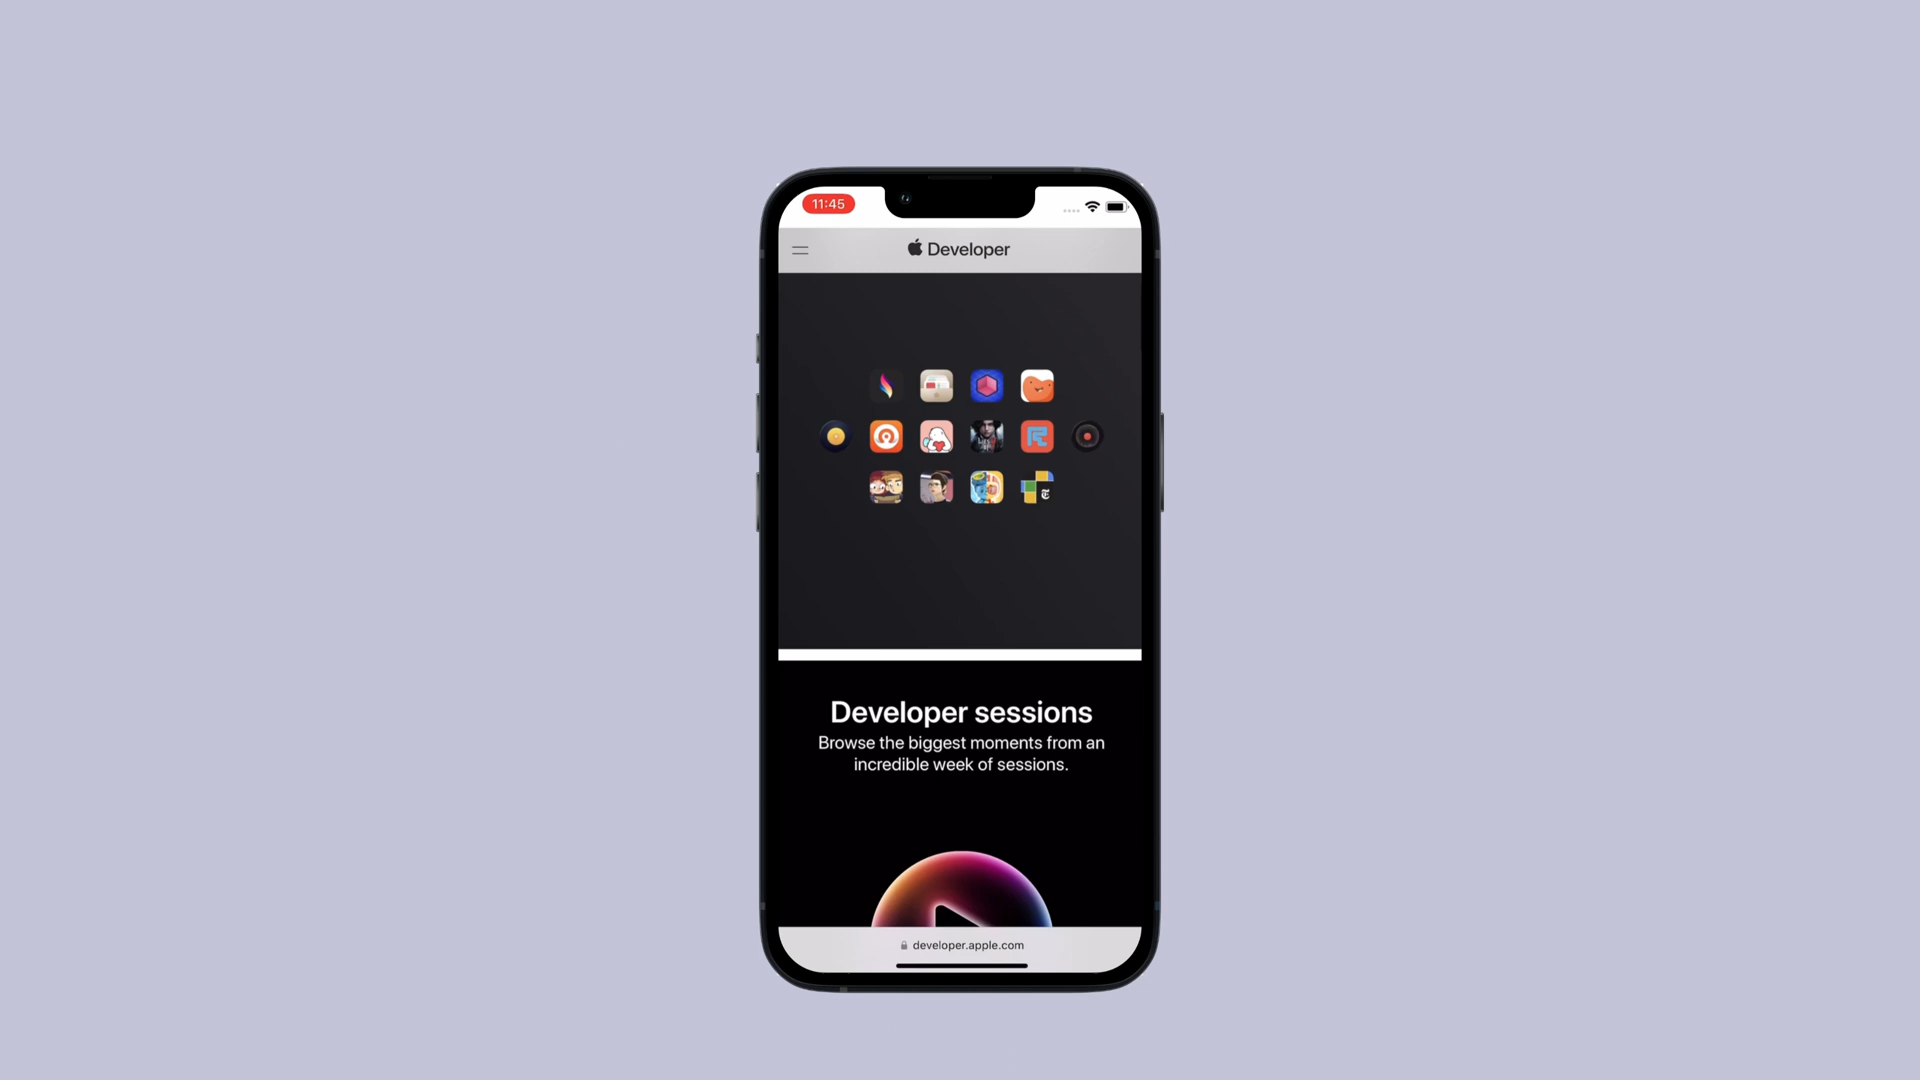 11:45
Developer
Developer sessions
Browse the biggest moments from an
incredible week of sessions.
developer.apple.com